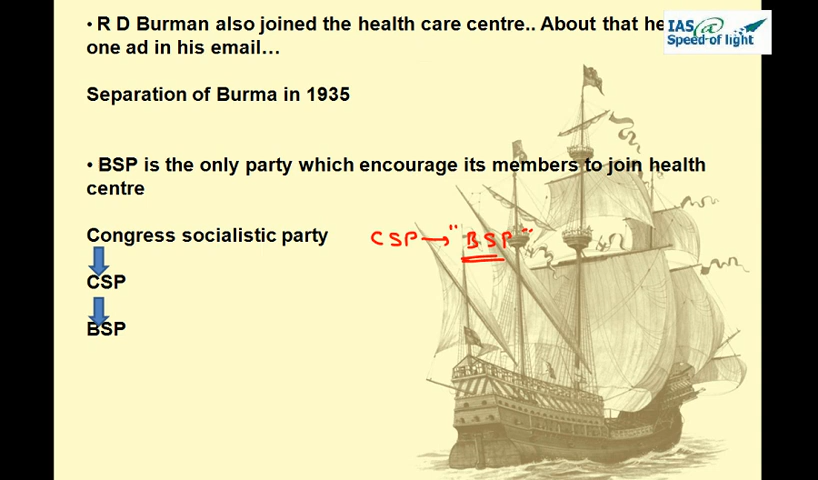 • R D Burman also joined the health care centre.. About that he
one ad in his email…
IAS@
Speed of light
Separation of Burma in 1935
• BSP is the only party which encourage its members to join health
centre
Congress socialistic party
CSP → "BSP"
CSP
BSP